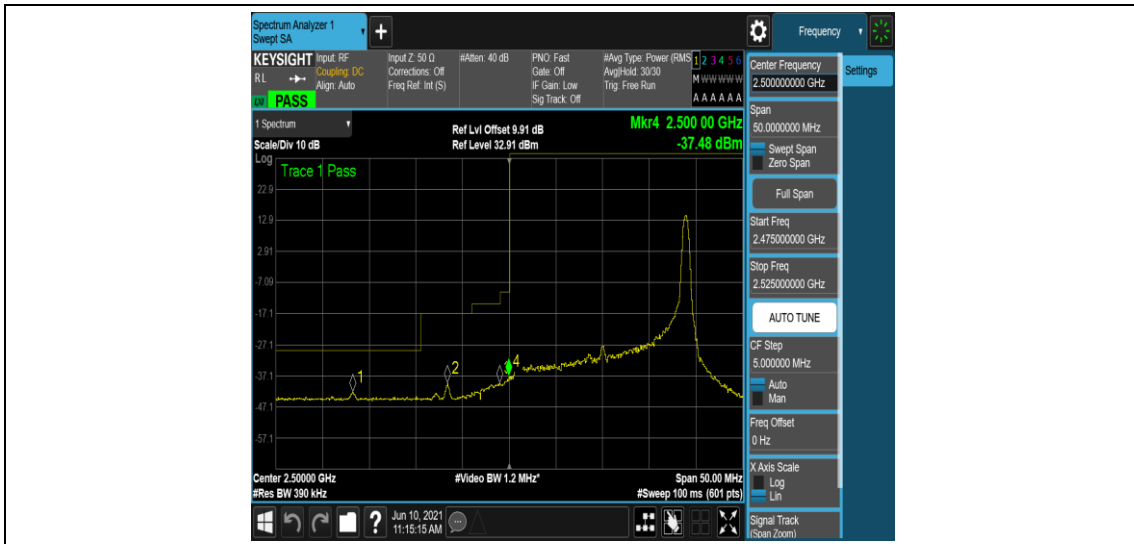 Spectrum Analyzer 1
Swept SA
+
Frequency
KEYSIGHT
RL
LXI PASS
Input: RF
Coupling: DC
Align: Auto
Input Z: 50 Ω
Corrections: Off
Freq Ref: Int (S)
#Atten: 40 dB
PNO: Fast
Gate: Off
IF Gain: Low
Sig Track: Off
#Avg Type: Power (RMS
Avg|Hold: 30/30
Trig: Free Run
1 2 3 4 5 6
M W W W W W
A A A A A A
1 Spectrum
Scale/Div 10 dB
Ref Lvl Offset 9.91 dB
Ref Level 32.91 dBm
Mkr4 2.500 00 GHz
-37.48 dBm
Log
Trace 1 Pass
22.9
12.9
2.91
-7.09
-17.1
-27.1
-37.1
-47.1
-57.1
1
2
3
4
Center 2.50000 GHz
#Res BW 390 kHz
#Video BW 1.2 MHz*
Span 50.00 MHz
#Sweep 100 ms (601 pts)
Center Frequency
2.500000000 GHz
Settings
Span
50.0000000 MHz
Swept Span
Zero Span
Full Span
Start Freq
2.475000000 GHz
Stop Freq
2.525000000 GHz
AUTO TUNE
CF Step
5.000000 MHz
Auto
Man
Freq Offset
0 Hz
X Axis Scale
Log
Lin
Signal Track
(Span Zoom)
?
Jun 10, 2021
11:15:15 AM